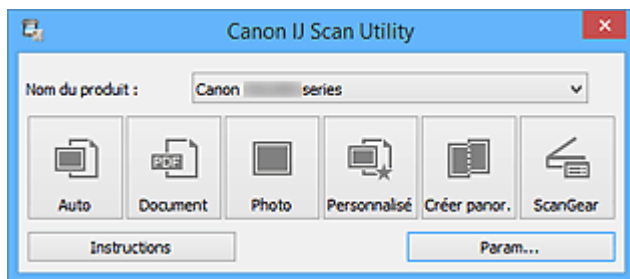 Canon IJ Scan Utility
Nom du produit : Canon series
PDF
Auto Document Photo Personnalisé Créer panor. ScanGear
Instructions Param...